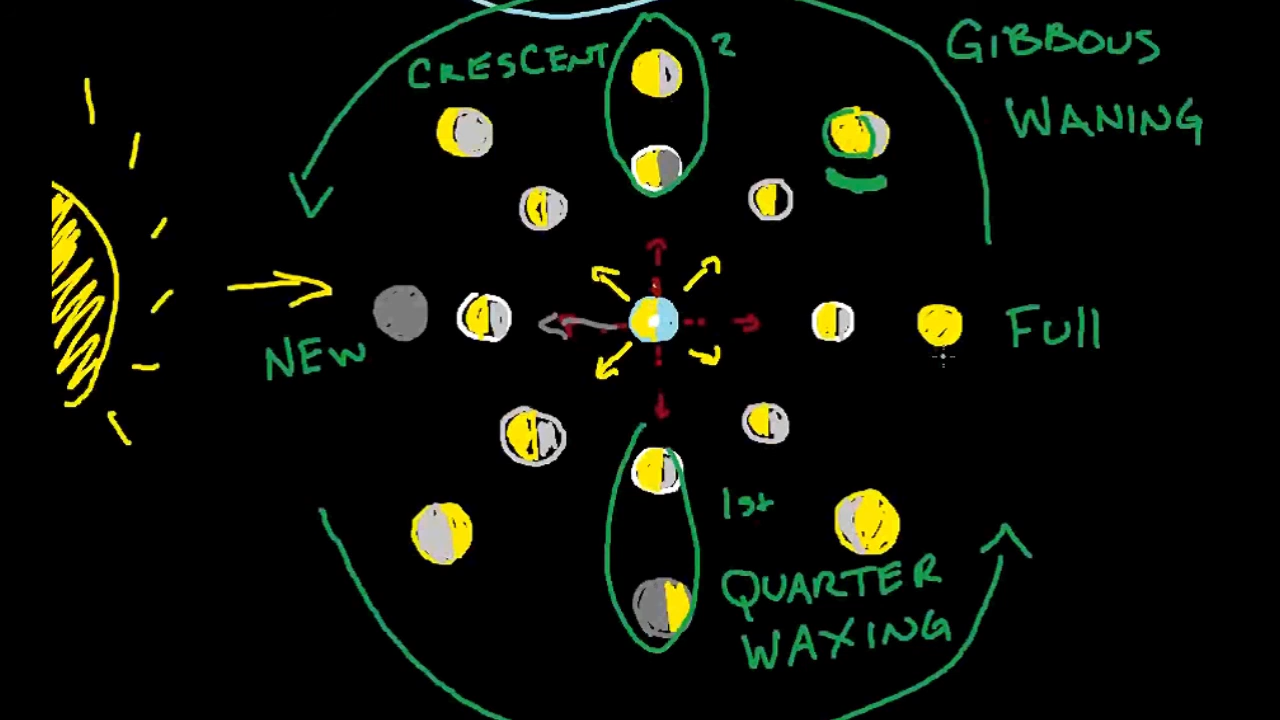 CRESCENT
2
GIBBOUS
WANING
NEW
FUll
1st
QUARTER
WAXING